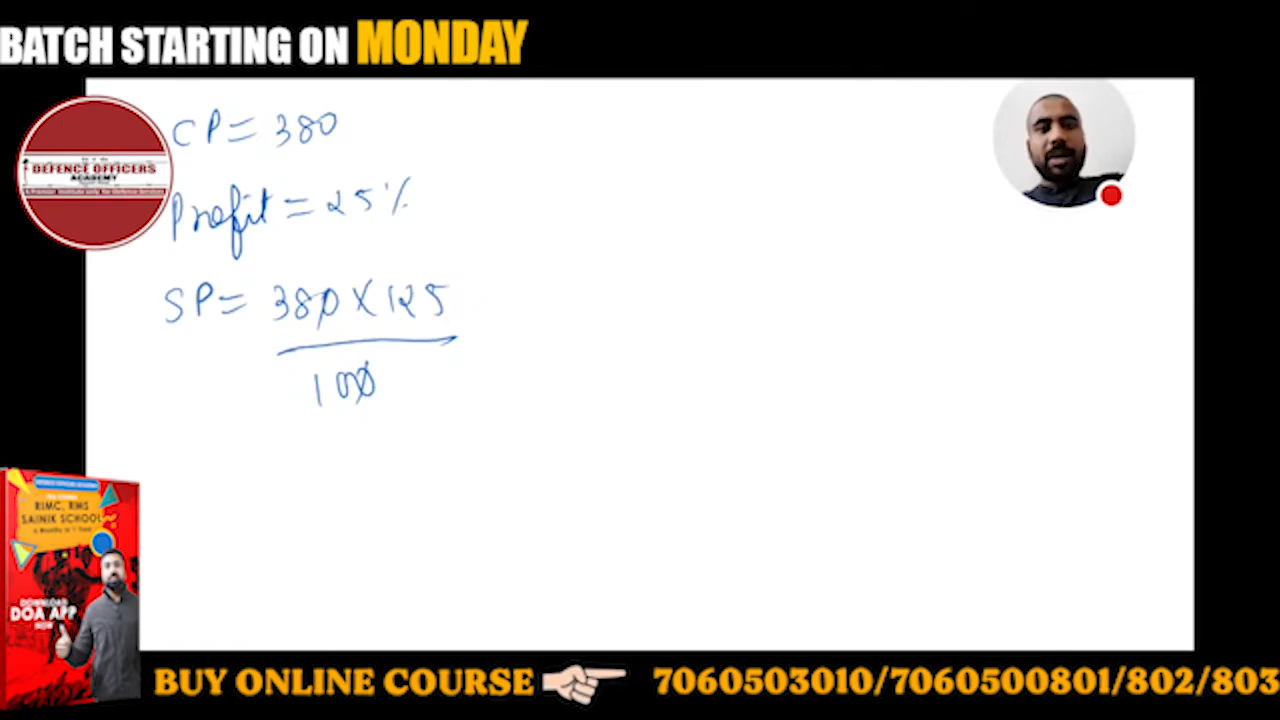 BATCH STARTING ON MONDAY
CP = 380
DEFENCE OFFICERS
ACADEMY
Profit = 25%
SP = 380 × 125
100
RIMC, RMS
SAINIK SCHOOL
DOWNLOAD
DOA APP
NOW
BUY ONLINE COURSE 7060503010/7060500801/802/803